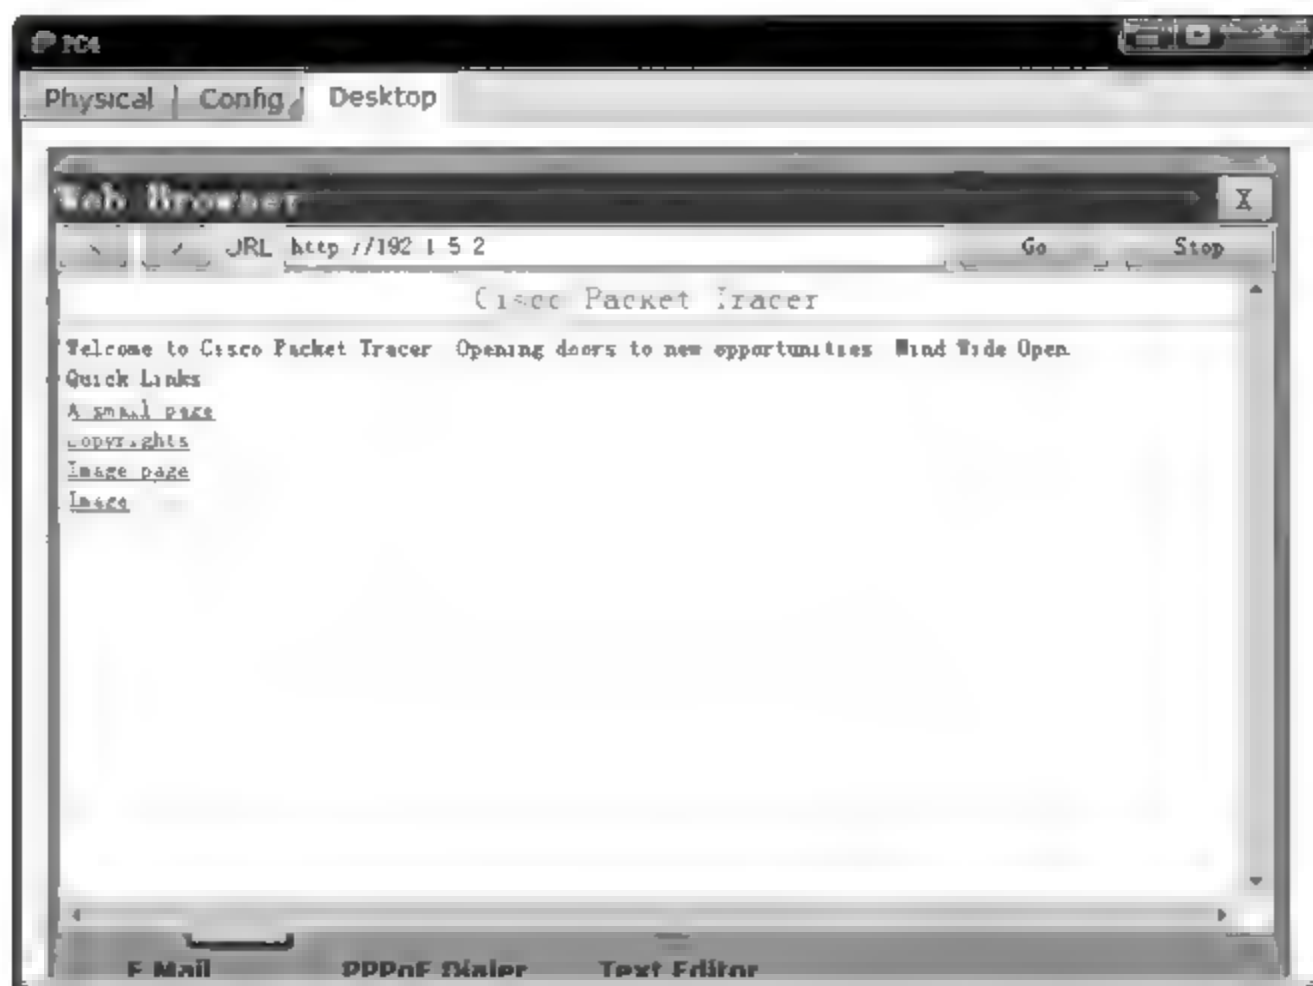 PC4
Physical Config Desktop
Web Browser X
URL http://192.1.5.2 Go Stop
Cisco Packet Tracer
Welcome to Cisco Packet Tracer Opening doors to new opportunities Mind Wide Open
Quick Links
A small page
Copyrights
Image page
Image
E Mail PPPoE Dialer Text Editor